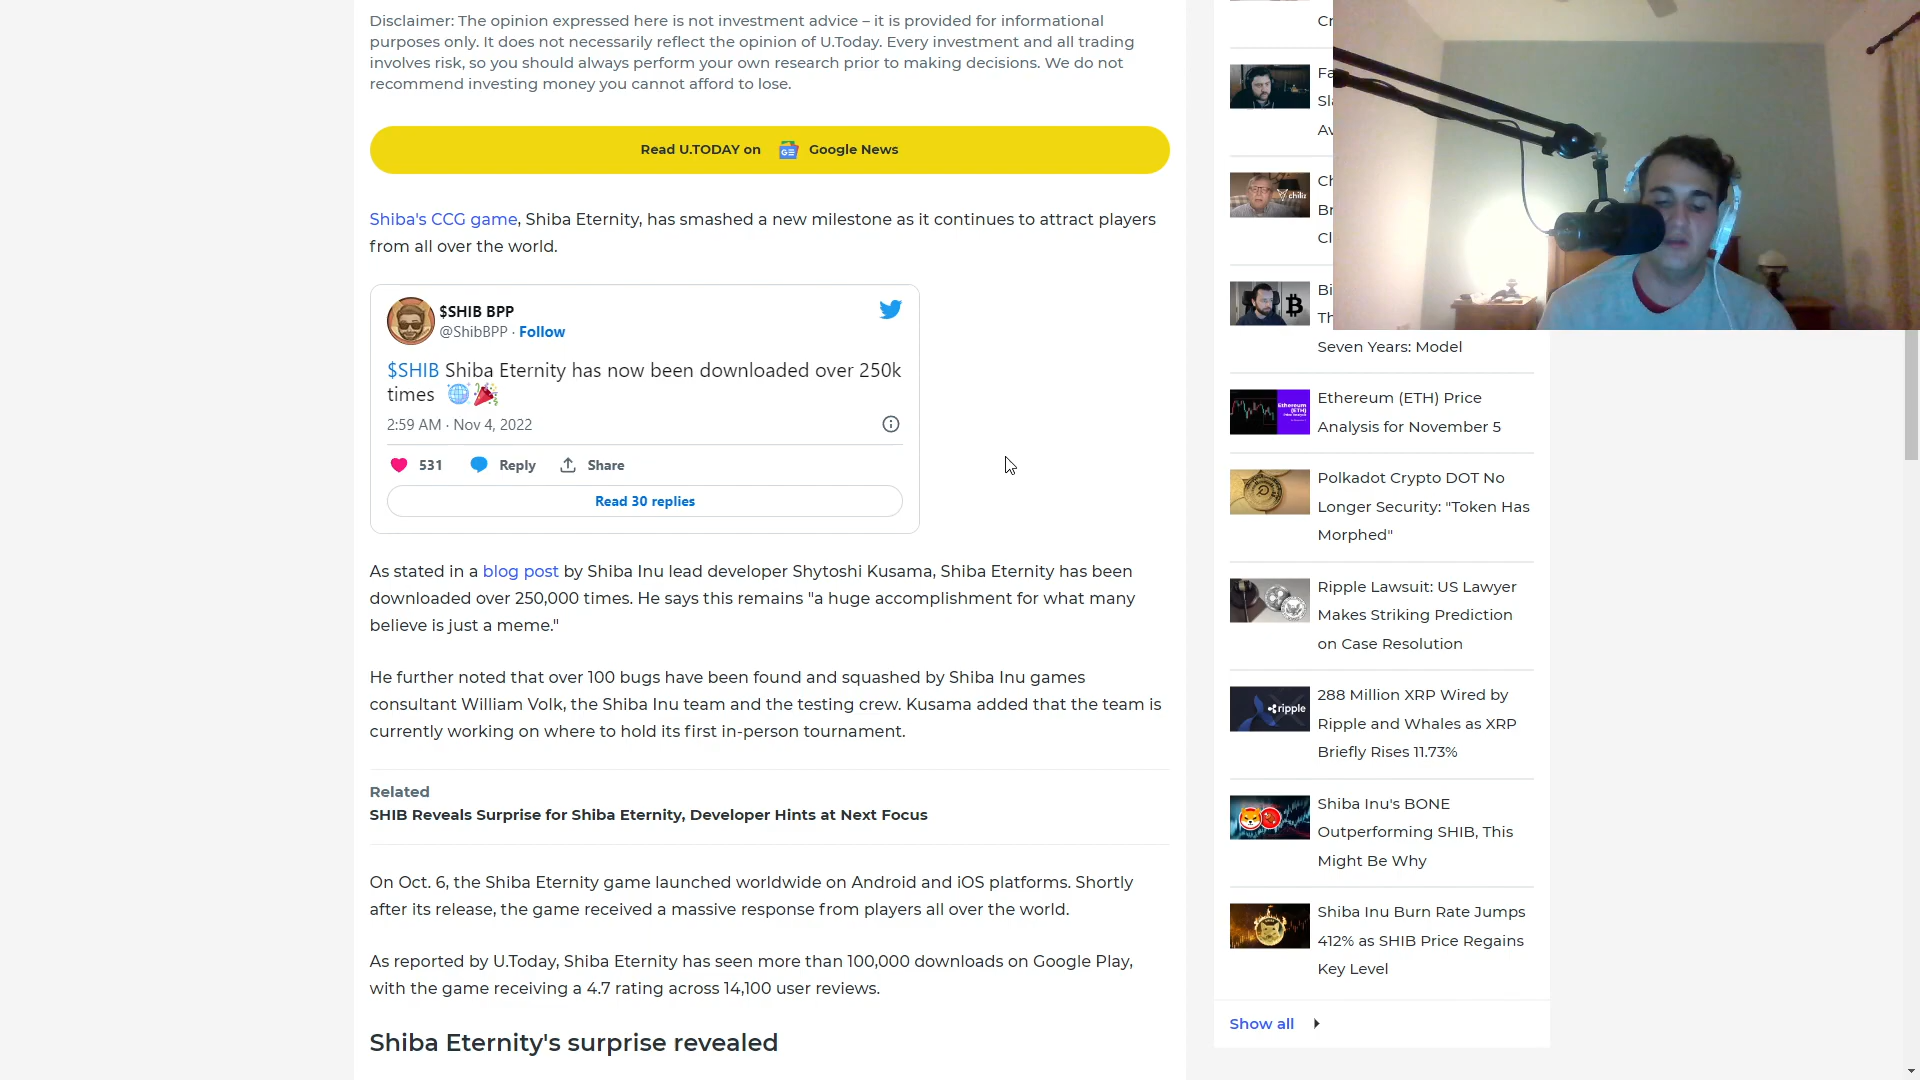 Disclaimer: The opinion expressed here is not investment advice – it is provided for informational
purposes only. It does not necessarily reflect the opinion of U.Today. Every investment and all trading
involves risk, so you should always perform your own research prior to making decisions. We do not
recommend investing money you cannot afford to lose.
Read U.TODAY on GE Google News
Shiba's CCG game, Shiba Eternity, has smashed a new milestone as it continues to attract players
from all over the world.
$SHIB BPP
@ShibBPP · Follow
$SHIB Shiba Eternity has now been downloaded over 250k
times
2:59 AM · Nov 4, 2022
531 Reply Share
Read 30 replies
As stated in a blog post by Shiba Inu lead developer Shytoshi Kusama, Shiba Eternity has been
downloaded over 250,000 times. He says this remains "a huge accomplishment for what many
believe is just a meme."
He further noted that over 100 bugs have been found and squashed by Shiba Inu games
consultant William Volk, the Shiba Inu team and the testing crew. Kusama added that the team is
currently working on where to hold its first in-person tournament.
Related
SHIB Reveals Surprise for Shiba Eternity, Developer Hints at Next Focus
On Oct. 6, the Shiba Eternity game launched worldwide on Android and iOS platforms. Shortly
after its release, the game received a massive response from players all over the world.
As reported by U.Today, Shiba Eternity has seen more than 100,000 downloads on Google Play,
with the game receiving a 4.7 rating across 14,100 user reviews.
Shiba Eternity's surprise revealed
chiliz
Seven Years: Model
Ethereum (ETH) Price
Analysis for November 5
Ethereum
(ETH)
Polkadot Crypto DOT No
Longer Security: "Token Has
Morphed"
Ripple Lawsuit: US Lawyer
Makes Striking Prediction
on Case Resolution
ripple
288 Million XRP Wired by
Ripple and Whales as XRP
Briefly Rises 11.73%
Shiba Inu's BONE
Outperforming SHIB, This
Might Be Why
Shiba Inu Burn Rate Jumps
412% as SHIB Price Regains
Key Level
Show all